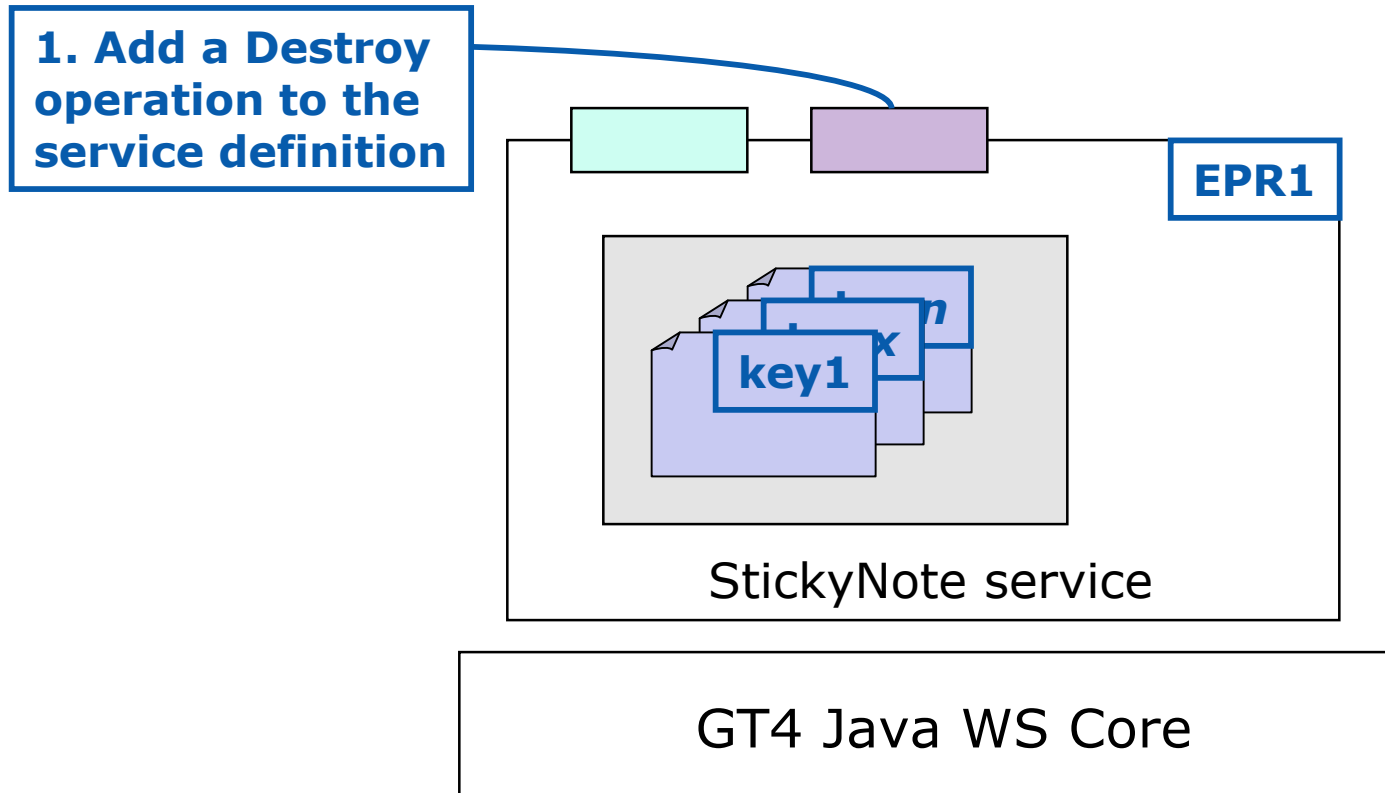 1. Add a Destroy
operation to the
service definition
EPR1
n
x
key1
StickyNote service
GT4 Java WS Core